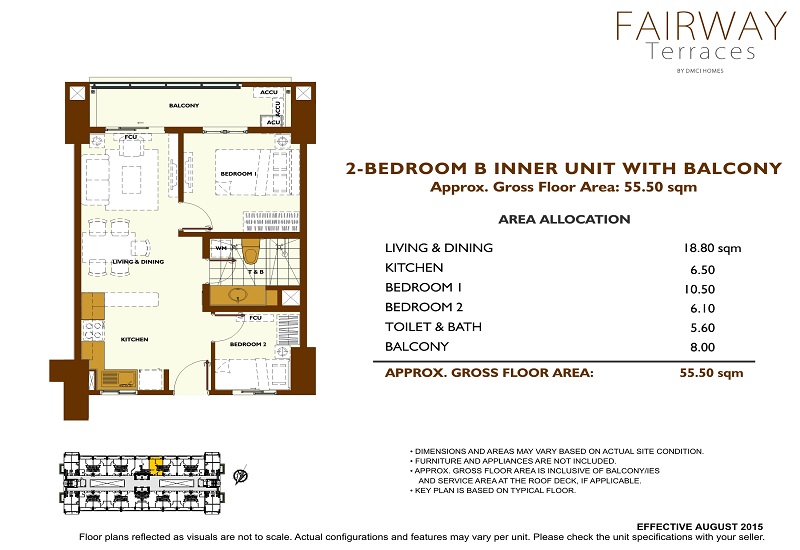 FAIRWAY
Terraces
BY DMCI HOMES
BALCONY
ACCU
ACCU
ACU
FCU
BEDROOM 1
LIVING & DINING
WM
T & B
KITCHEN
FCU
BEDROOM 2
2-BEDROOM B INNER UNIT WITH BALCONY
Approx. Gross Floor Area: 55.50 sqm
AREA ALLOCATION
LIVING & DINING 18.80 sqm
KITCHEN 6.50
BEDROOM 1 10.50
BEDROOM 2 6.10
TOILET & BATH 5.60
BALCONY 8.00
APPROX. GROSS FLOOR AREA: 55.50 sqm
• DIMENSIONS AND AREAS MAY VARY BASED ON ACTUAL SITE CONDITION.
• FURNITURE AND APPLIANCES ARE NOT INCLUDED.
• APPROX. GROSS FLOOR AREA IS INCLUSIVE OF BALCONY/IES
AND SERVICE AREA AT THE ROOF DECK, IF APPLICABLE.
• KEY PLAN IS BASED ON TYPICAL FLOOR.
EFFECTIVE AUGUST 2015
Floor plans reflected as visuals are not to scale. Actual configurations and features may vary per unit. Please check the unit specifications with your seller.